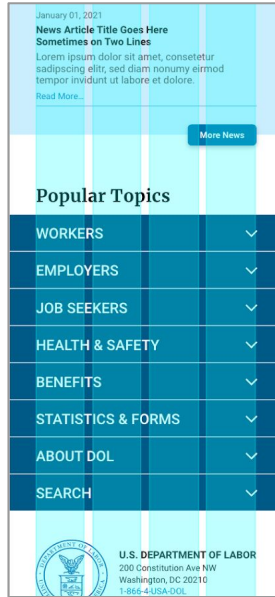 January 01, 2021
News Article Title Goes Here
Sometimes on Two Lines
Lorem ipsum dolor sit amet, consetetur
sadipscing elitr, sed diam nonumy eirmod
tempor invidunt ut labore et dolore.
Read More...
More News
Popular Topics
WORKERS
EMPLOYERS
JOB SEEKERS
HEALTH & SAFETY
BENEFITS
STATISTICS & FORMS
ABOUT DOL
SEARCH
U.S. DEPARTMENT OF LABOR
200 Constitution Ave NW
Washington, DC 20210
1-866-4-USA-DOL